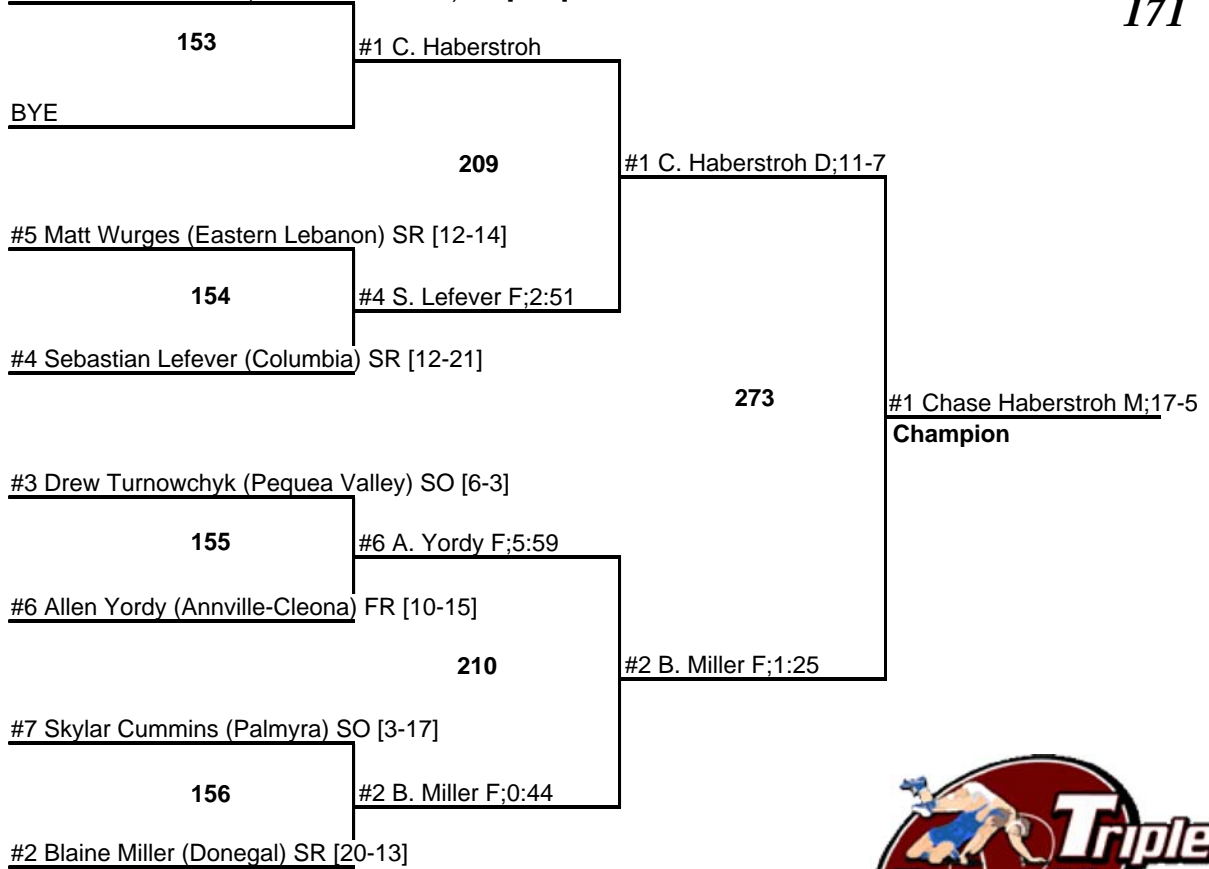 171
153
#1 C. Haberstroh
BYE
209
#1 C. Haberstroh D;11-7
#5 Matt Wurges (Eastern Lebanon) SR [12-14]
154
#4 S. Lefever F;2:51
#4 Sebastian Lefever (Columbia) SR [12-21]
273
#1 Chase Haberstroh M;17-5
Champion
#3 Drew Turnowchyk (Pequea Valley) SO [6-3]
155
#6 A. Yordy F;5:59
#6 Allen Yordy (Annville-Cleona) FR [10-15]
210
#2 B. Miller F;1:25
#7 Skylar Cummins (Palmyra) SO [3-17]
156
#2 B. Miller F;0:44
#2 Blaine Miller (Donegal) SR [20-13]
Triple